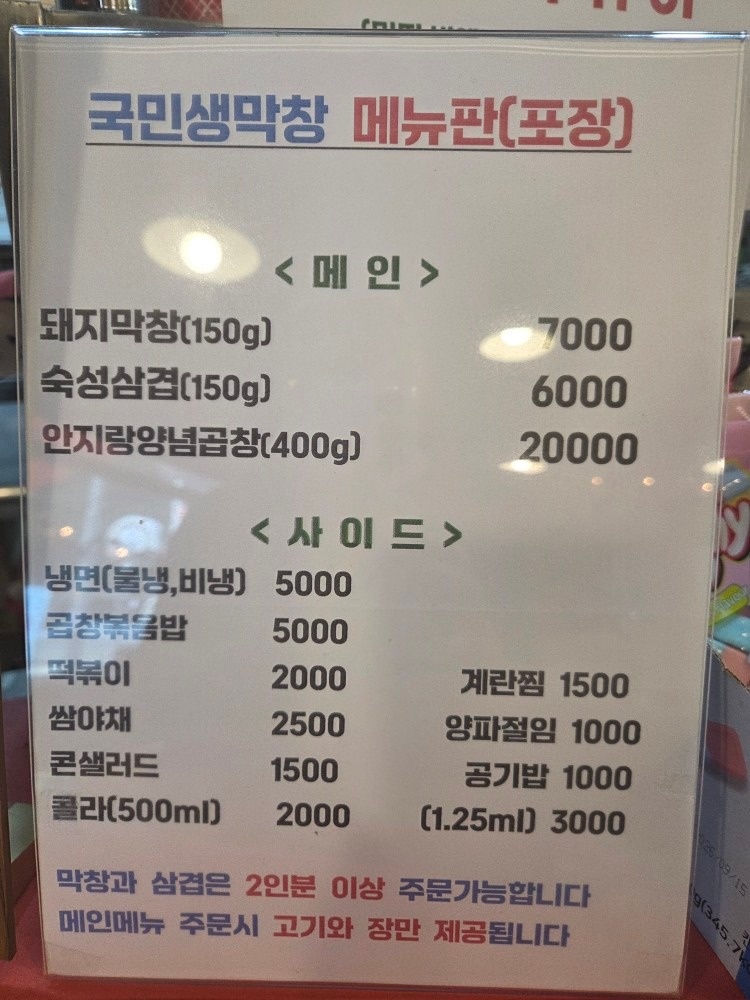 국민생막창 메뉴판(포장)
< 메 인 >
돼지막창(150g) 7000
숙성삼겹(150g) 6000
안지랑양념곱창(400g) 20000
< 사 이 드 >
냉면(물냉,비냉) 5000
곱창볶음밥 5000
떡볶이 2000 계란찜 1500
쌈야채 2500 양파절임 1000
콘샐러드 1500 공기밥 1000
콜라(500ml) 2000 (1.25ml) 3000
막창과 삼겹은 2인분 이상 주문가능합니다
메인메뉴 주문시 고기와 장만 제공됩니다